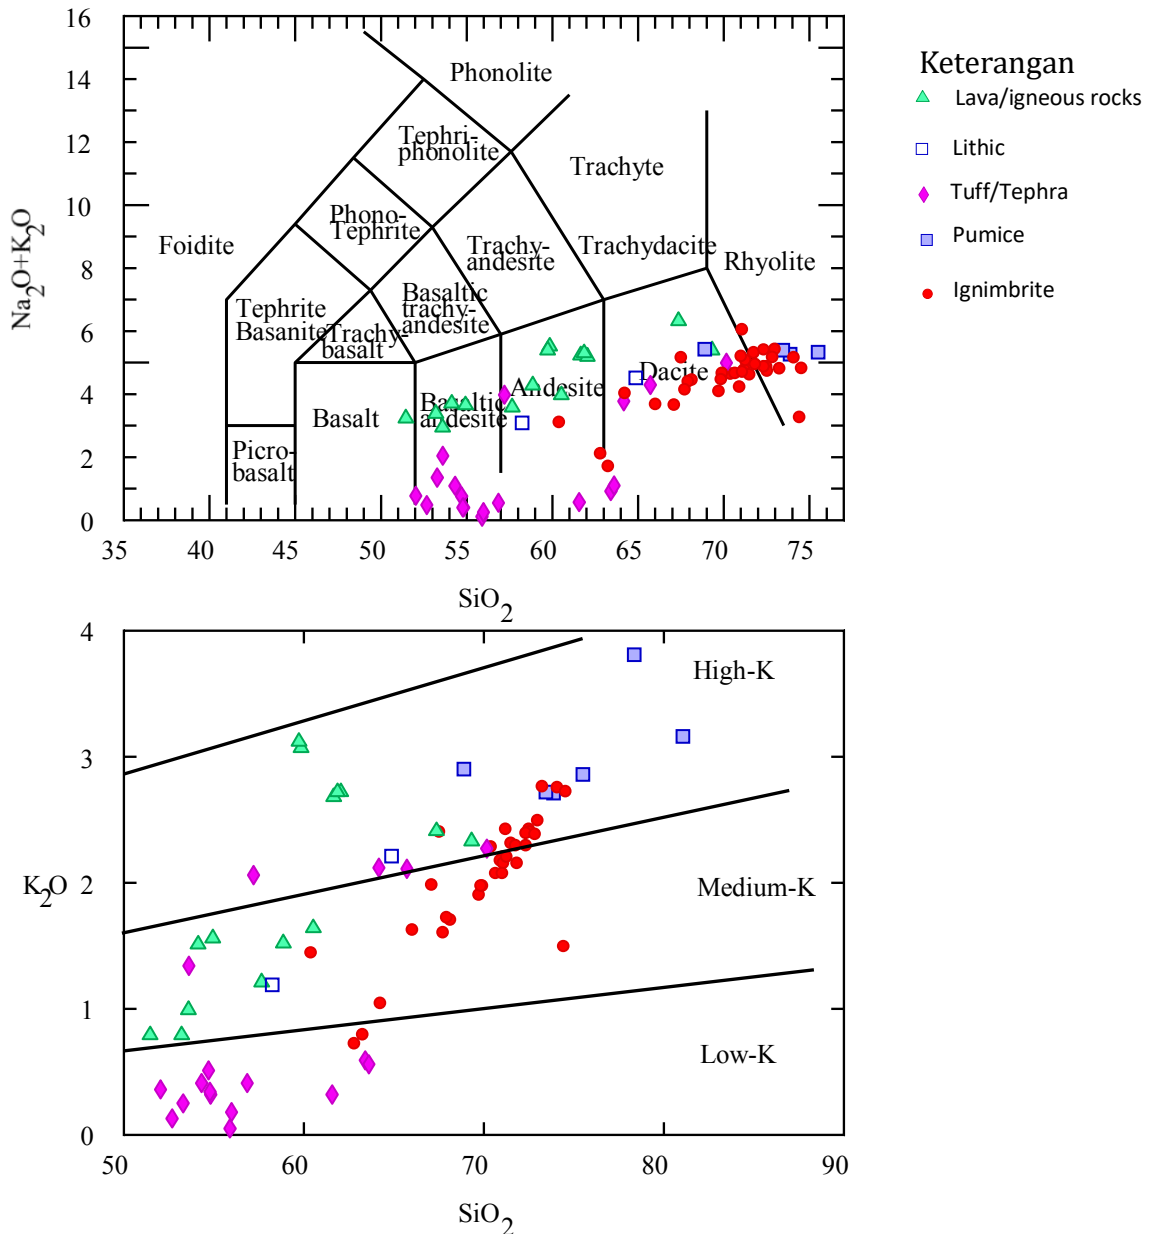 16
14
12
10
8
6
4
2
0
Na2O+K2O
Phonolite
Tephri-
phonolite
Trachyte
Phono-
Tephrite
Foidite
Trachy-
andesite
Trachydacite
Rhyolite
Tephrite
Basanite
Basaltic
trachy-
andesite
Trachy-
basalt
Dacite
Andesite
Basaltic
andesite
Basalt
Picro-
basalt
35 40 45 50 55 60 65 70 75
SiO2
Keterangan
Lava/igneous rocks
Lithic
Tuff/Tephra
Pumice
Ignimbrite
4
3
2
1
0
K2O
High-K
Medium-K
Low-K
50 60 70 80 90
SiO2